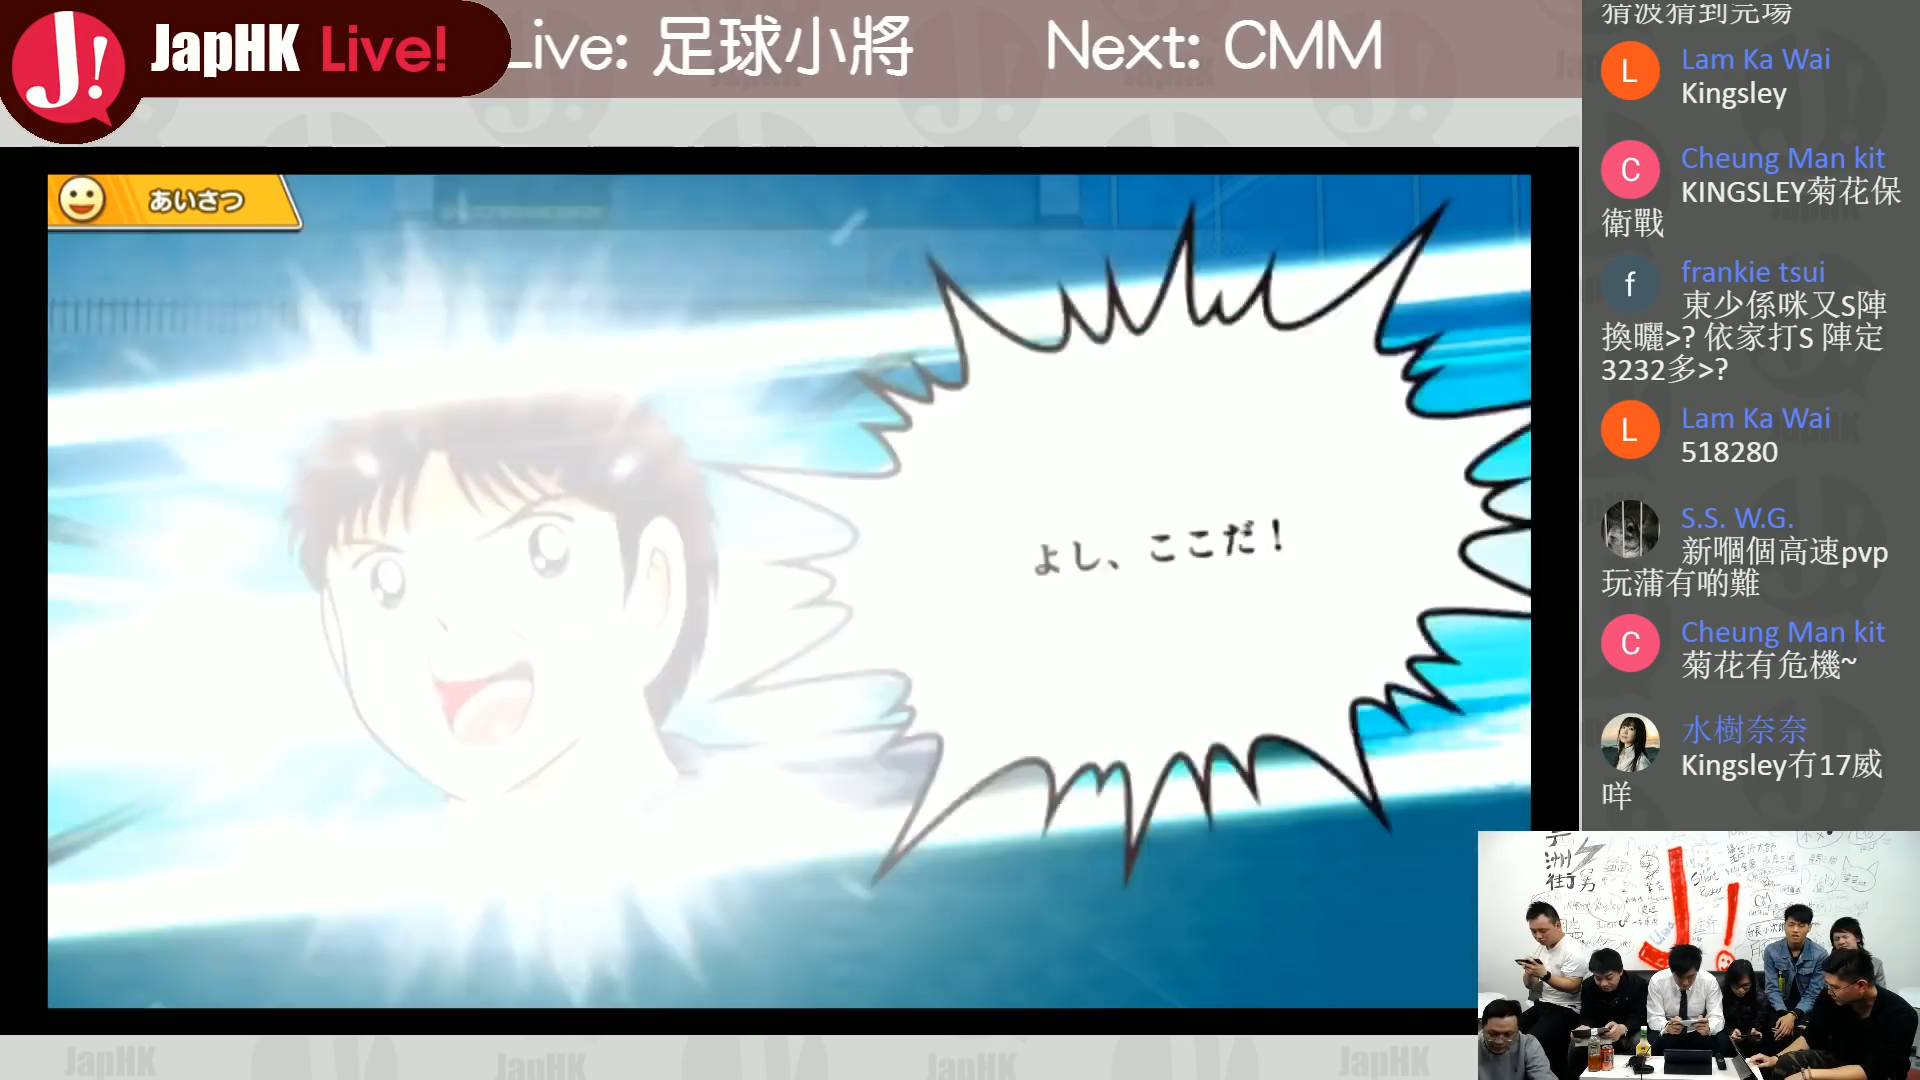 JapHK Live!
Live: 足球小將
Next: CMM
あいさつ
よし、ここだ！
猜波猜到完場
L
Lam Ka Wai
Kingsley
C
Cheung Man kit
KINGSLEY菊花保
衛戰
f
frankie tsui
東少係咪又S陣
換曬>? 依家打S 陣定
3232多>?
L
Lam Ka Wai
518280
S.S. W.G.
新嗰個高速pvp
玩蒲有啲難
C
Cheung Man kit
菊花有危機~
水樹奈奈
Kingsley冇17威
咩
J!
JapHK
JapHK
JapHK
JapHK